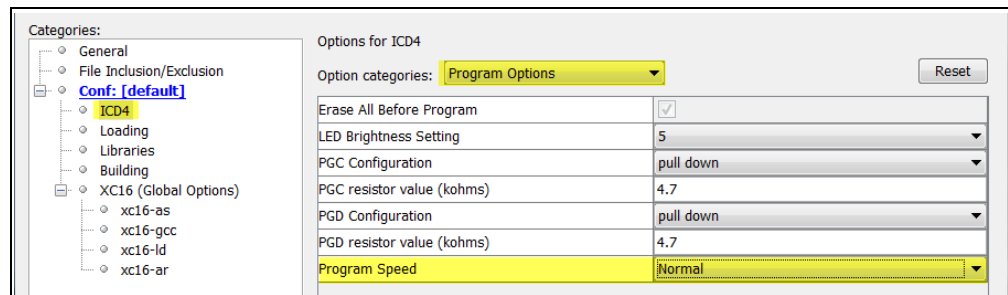 Categories:
General
File Inclusion/Exclusion
Conf: [default]
ICD4
Loading
Libraries
Building
XC16 (Global Options)
xc16-as
xc16-gcc
xc16-ld
xc16-ar
Options for ICD4
Option categories: Program Options Reset
Erase All Before Program
LED Brightness Setting 5
PGC Configuration pull down
PGC resistor value (kohms) 4.7
PGD Configuration pull down
PGD resistor value (kohms) 4.7
Program Speed Normal